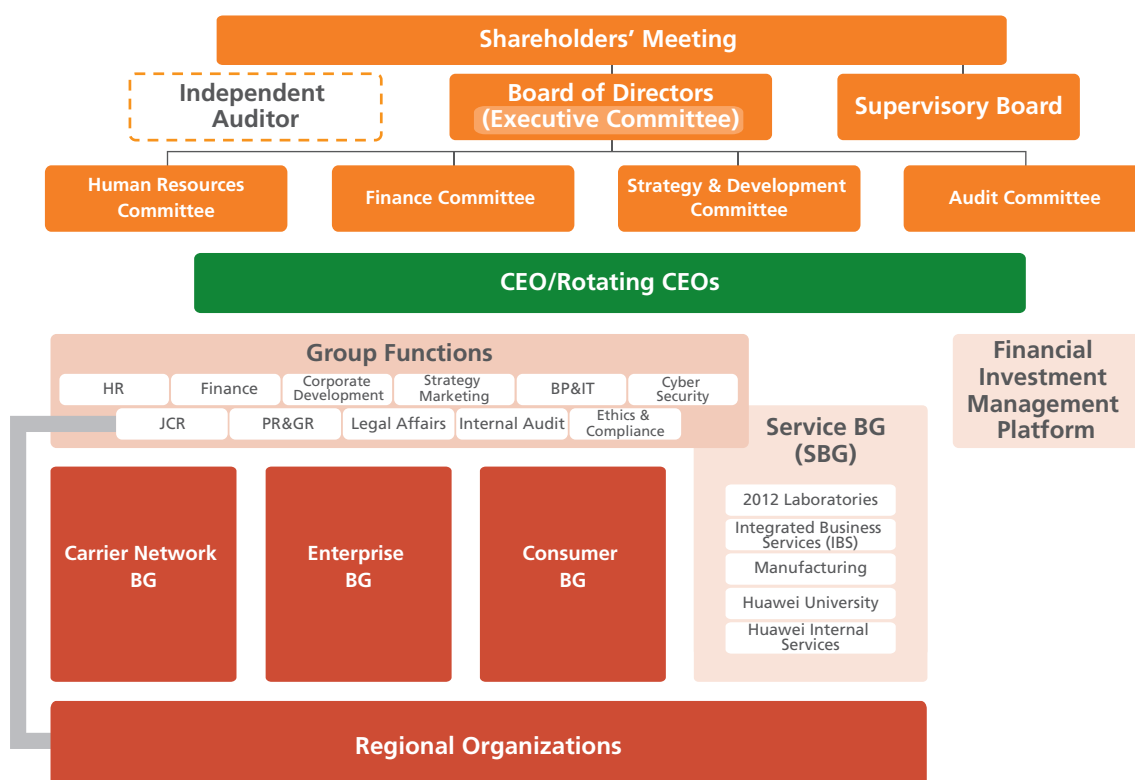 Shareholders’ Meeting
Independent
Auditor
Board of Directors
(Executive Committee)
Supervisory Board
Human Resources
Committee
Finance Committee
Strategy & Development
Committee
Audit Committee
CEO/Rotating CEOs
Group Functions
HR
Finance
Corporate
Development
Strategy
Marketing
BP&IT
Cyber
Security
JCR
PR&GR
Legal Affairs
Internal Audit
Ethics &
Compliance
Financial
Investment
Management
Platform
Service BG
(SBG)
2012 Laboratories
Integrated Business
Services (IBS)
Manufacturing
Huawei University
Huawei Internal
Services
Carrier Network
BG
Enterprise
BG
Consumer
BG
Regional Organizations